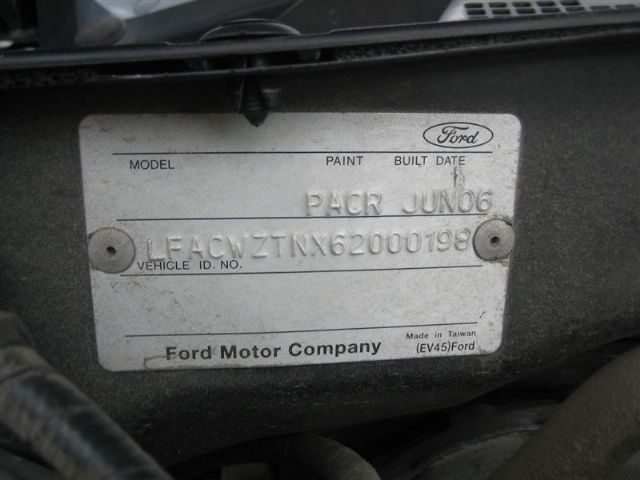 Ford
MODEL PAINT BUILT DATE
PACR JUN06
LFACWZTNX62000198
VEHICLE ID. NO.
Made in Taiwan
Ford Motor Company (EV45)Ford